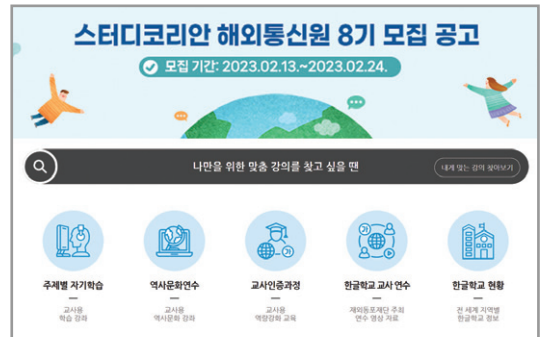 스터디코리안 해외통신원 8기 모집 공고
모집 기간: 2023.02.13.~2023.02.24.
나만을 위한 맞춤 강의를 찾고 싶을 땐
내게 맞는 강의 찾아보기
주제별 자기학습
역사문화연수
교사인증과정
한글학교 교사 연수
한글학교 현황
교사용
학습 강좌
교사용
역사문화 강좌
교사용
역량강화 교육
재외동포재단 주최
연수 영상 자료
전 세계 지역별
한글학교 정보